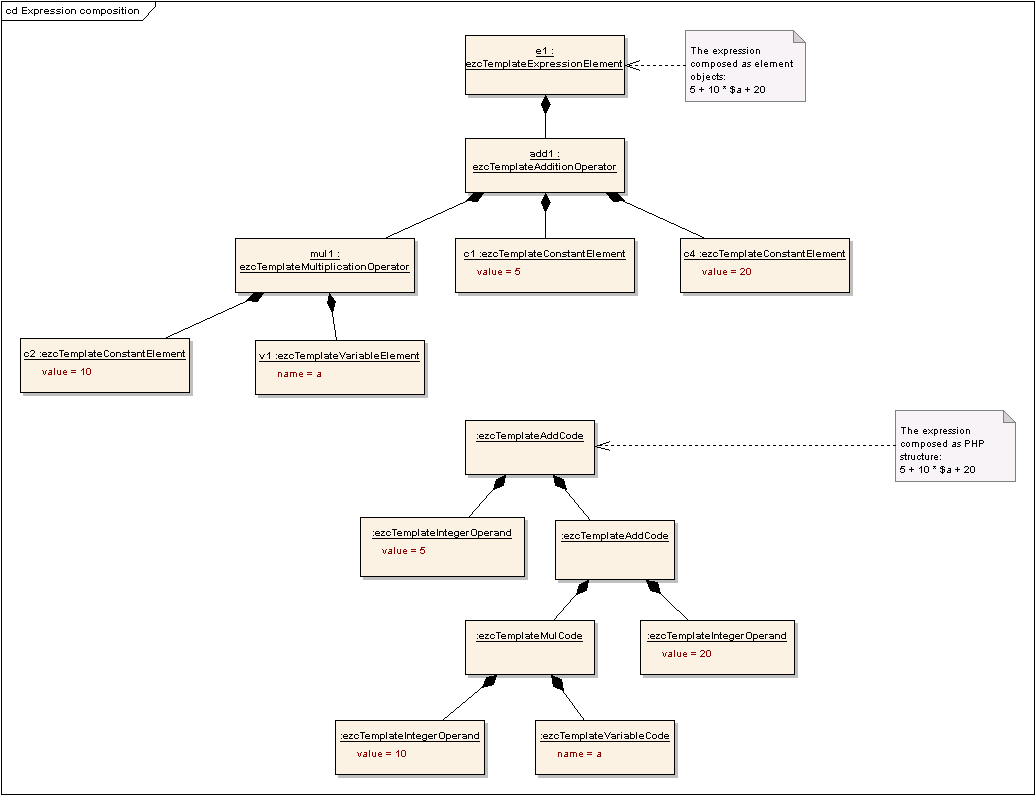 cd Expression composition
e1 :
ezcTemplateExpressionElement
The expression
composed as element
objects:
5 + 10 * $a + 20
add1 :
ezcTemplateAdditionOperator
mul1 :
ezcTemplateMultiplicationOperator
c1 :ezcTemplateConstantElement
value = 5
c4 :ezcTemplateConstantElement
value = 20
c2 :ezcTemplateConstantElement
value = 10
v1 :ezcTemplateVariableElement
name = a
:ezcTemplateAddCode
The expression
composed as PHP
structure:
5 + 10 * $a + 20
:ezcTemplateIntegerOperand
value = 5
:ezcTemplateAddCode
:ezcTemplateMulCode
:ezcTemplateIntegerOperand
value = 20
:ezcTemplateIntegerOperand
value = 10
:ezcTemplateVariableCode
name = a